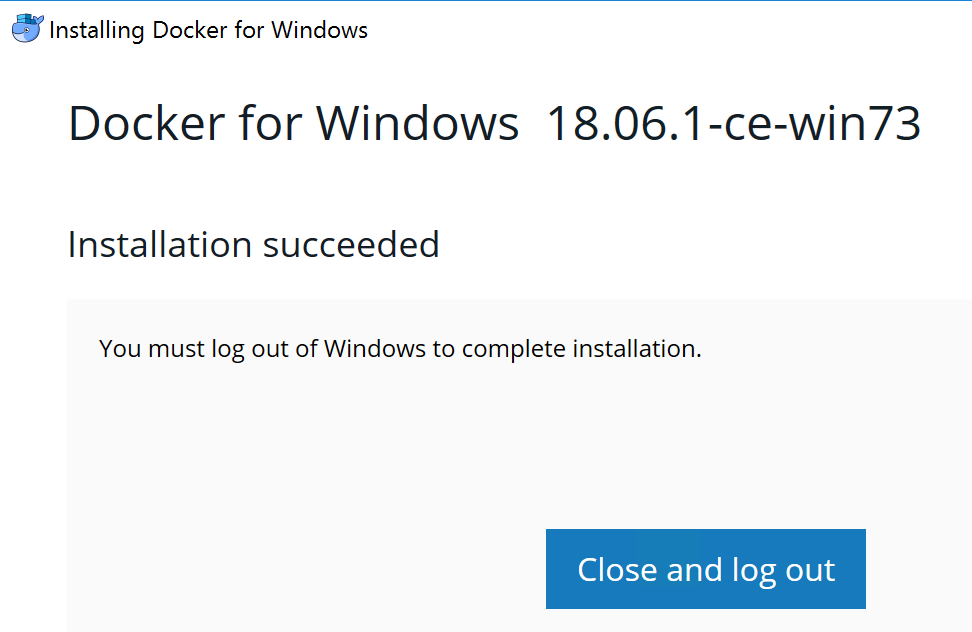 Installing Docker for Windows
Docker for Windows 18.06.1-ce-win73
Installation succeeded
You must log out of Windows to complete installation.
Close and log out